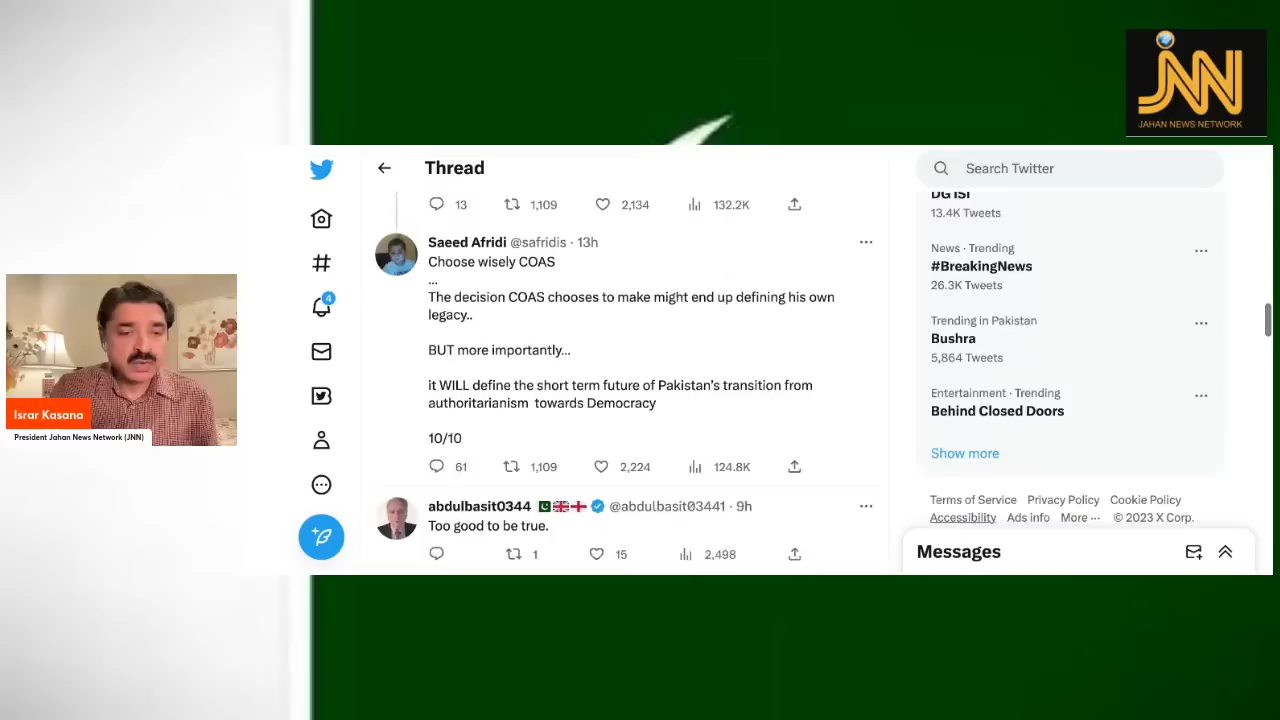 JNN
JAHAN NEWS NETWORK
Thread
Search Twitter
13 1,109 2,134 132.2K
Saeed Afridi @safridis · 13h
Choose wisely COAS
...
The decision COAS chooses to make might end up defining his own
legacy..
BUT more importantly...
it WILL define the short term future of Pakistan's transition from
authoritarianism towards Democracy
10/10
61 1,109 2,224 124.8K
abdulbasit0344 @abdulbasit03441 · 9h
Too good to be true.
1 15 2,498
4
DG ISI
13.4K Tweets
News · Trending
#BreakingNews
26.3K Tweets
Trending in Pakistan
Bushra
5,864 Tweets
Entertainment · Trending
Behind Closed Doors
Show more
Terms of Service Privacy Policy Cookie Policy
Accessibility Ads info More ... © 2023 X Corp.
Messages
Israr Kasana
President Jahan News Network (JNN)